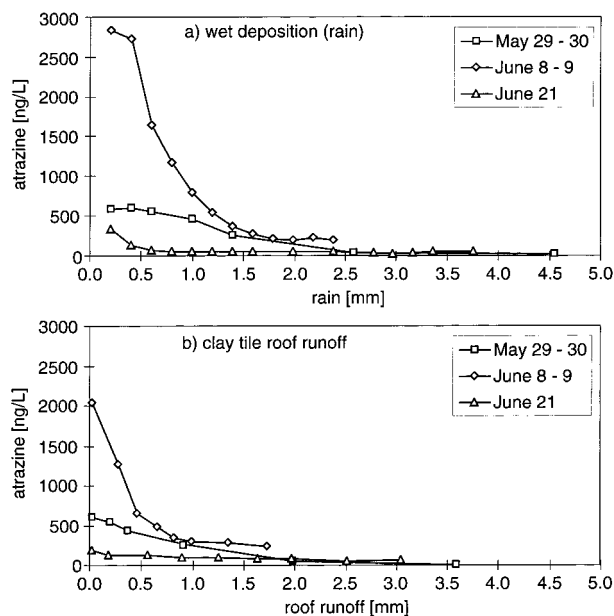 a) wet deposition (rain)
May 29 - 30
June 8 - 9
June 21
atrazine [ng/L]
3000
2500
2000
1500
1000
500
0
0.0 0.5 1.0 1.5 2.0 2.5 3.0 3.5 4.0 4.5 5.0
rain [mm]
b) clay tile roof runoff
May 29 - 30
June 8 - 9
June 21
atrazine [ng/L]
3000
2500
2000
1500
1000
500
0
0.0 0.5 1.0 1.5 2.0 2.5 3.0 3.5 4.0 4.5 5.0
roof runoff [mm]